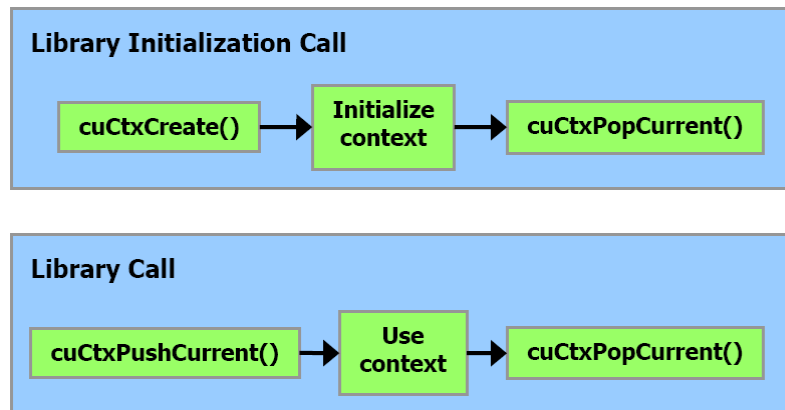 Library Initialization Call
cuCtxCreate()
Initialize
context
cuCtxPopCurrent()
Library Call
cuCtxPushCurrent()
Use
context
cuCtxPopCurrent()